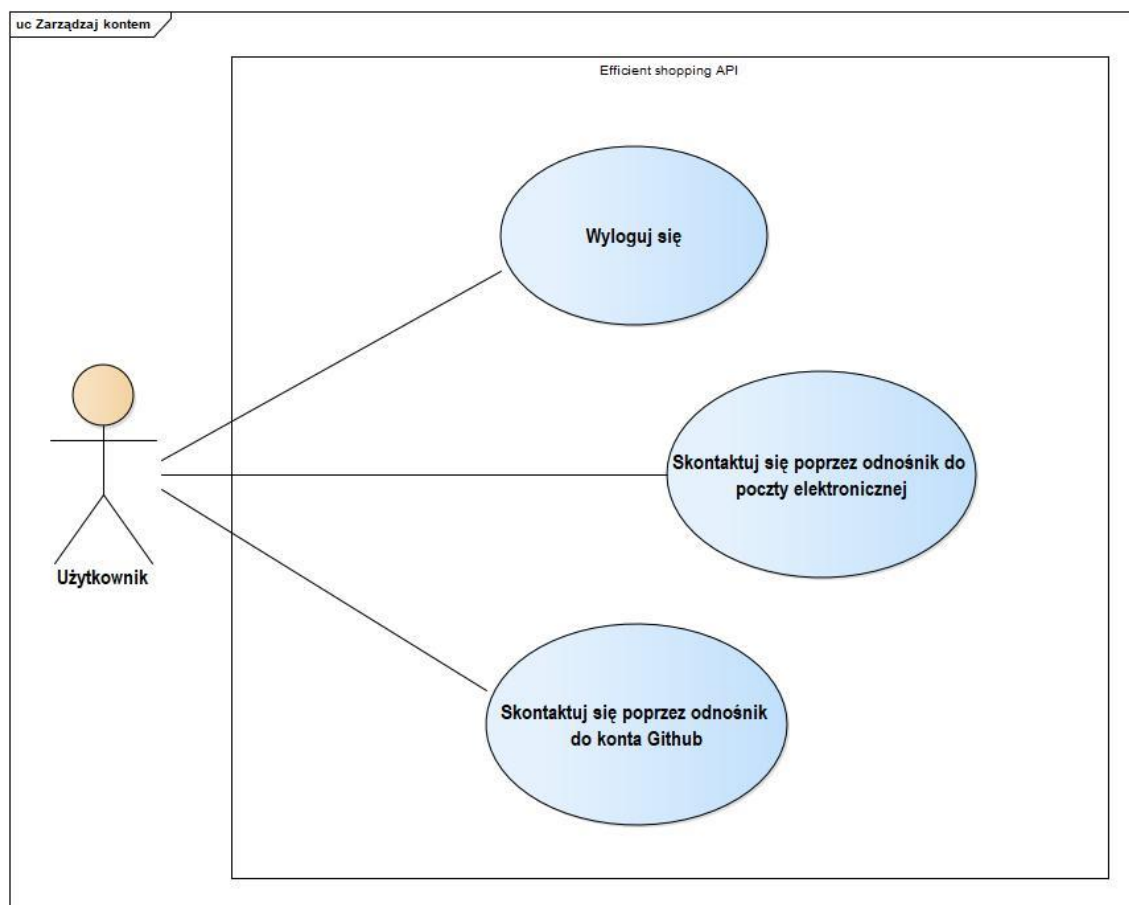 uc Zarządzaj kontem
Efficient shopping API
Wyloguj się
Skontaktuj się poprzez odnośnik do
poczty elektronicznej
Użytkownik
Skontaktuj się poprzez odnośnik
do konta Github